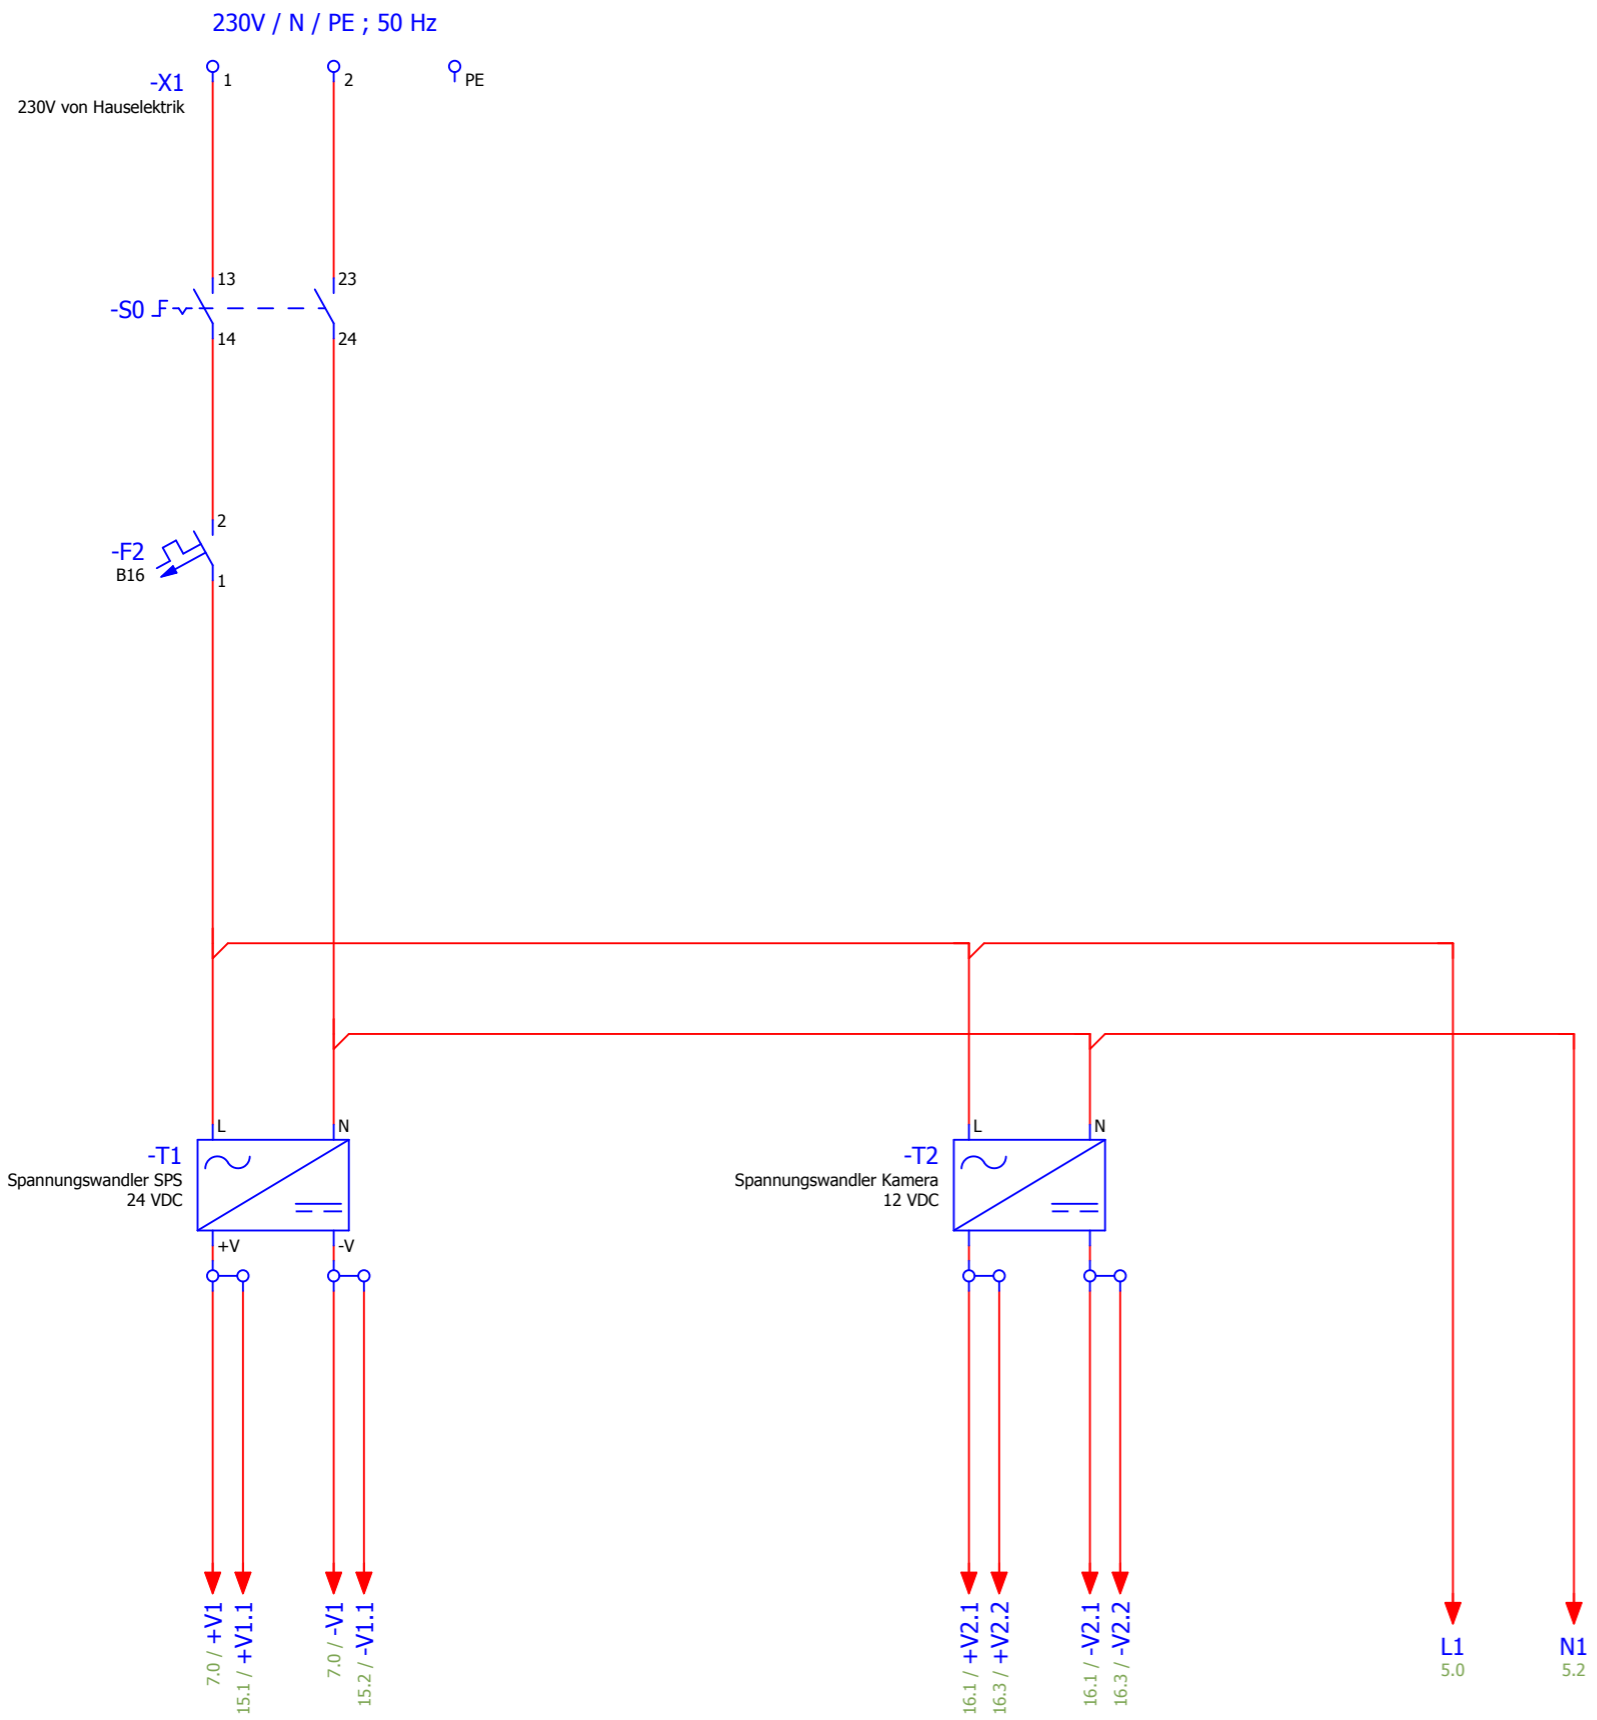 230V / N / PE ; 50 Hz
-X1
1
2
PE
230V von Hauselektrik
13
23
-S0
14
24
2
-F2
B16
1
L
N
L
N
-T1
Spannungswandler SPS
24 VDC
-T2
Spannungswandler Kamera
12 VDC
+V
-V
7.0 / +V1
15.1 / +V1.1
7.0 / -V1
15.2 / -V1.1
16.1 / +V2.1
16.3 / +V2.2
16.1 / -V2.1
16.3 / -V2.2
L1
5.0
N1
5.2